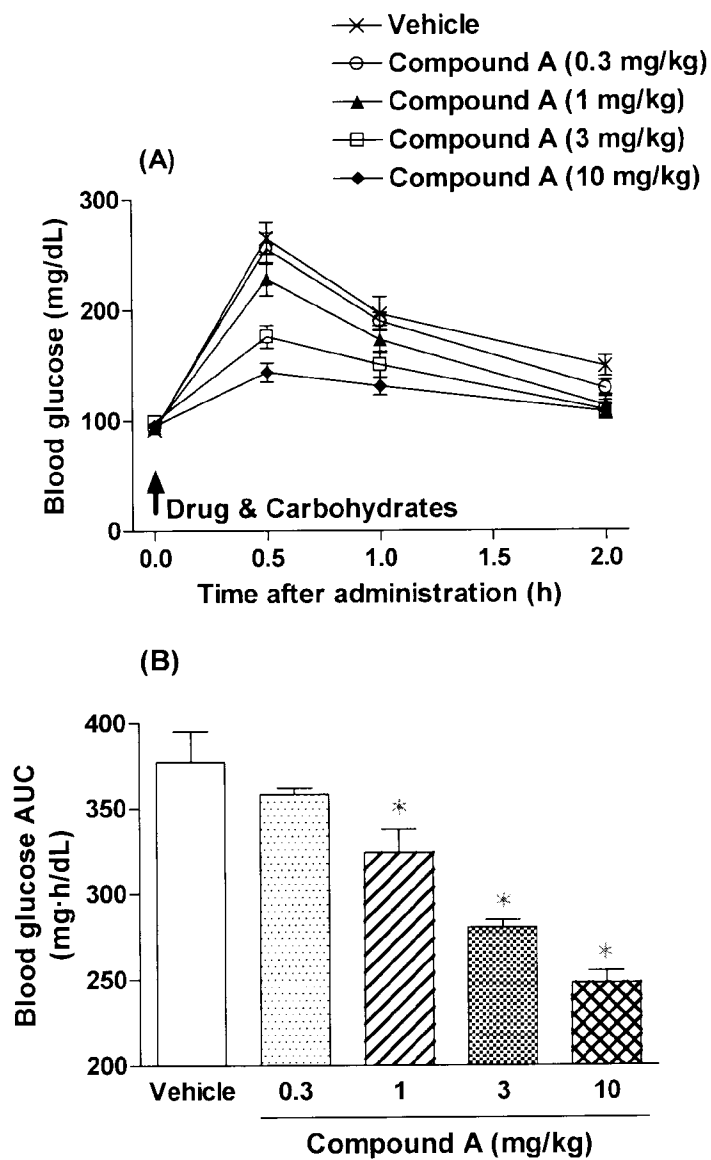 Vehicle
Compound A (0.3 mg/kg)
Compound A (1 mg/kg)
Compound A (3 mg/kg)
Compound A (10 mg/kg)
(A)
300
200
100
0
Blood glucose (mg/dL)
Drug & Carbohydrates
0.0 0.5 1.0 1.5 2.0
Time after administration (h)
(B)
400
350
300
250
200
Blood glucose AUC
(mg·h/dL)
* * *
Vehicle 0.3 1 3 10
Compound A (mg/kg)